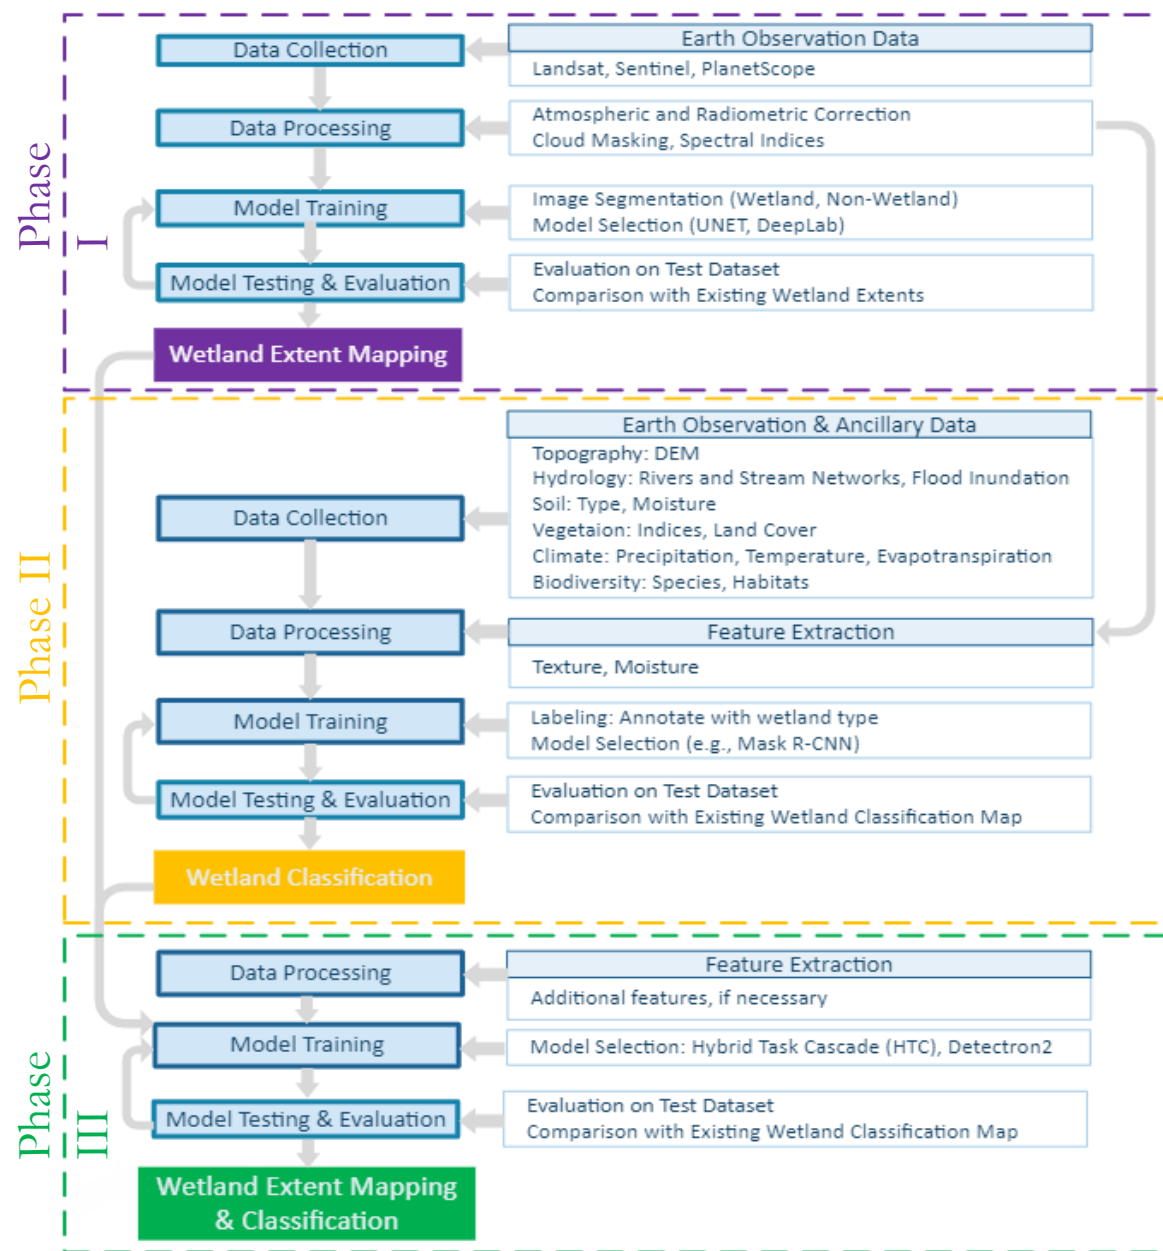 Phase
I
Data Collection
Earth Observation Data
Landsat, Sentinel, PlanetScope
Data Processing
Atmospheric and Radiometric Correction
Cloud Masking, Spectral Indices
Model Training
Image Segmentation (Wetland, Non-Wetland)
Model Selection (UNET, DeepLab)
Model Testing & Evaluation
Evaluation on Test Dataset
Comparison with Existing Wetland Extents
Wetland Extent Mapping
Phase II
Earth Observation & Ancillary Data
Topography: DEM
Hydrology: Rivers and Stream Networks, Flood Inundation
Soil: Type, Moisture
Vegetaion: Indices, Land Cover
Climate: Precipitation, Temperature, Evapotranspiration
Biodiversity: Species, Habitats
Data Collection
Data Processing
Feature Extraction
Texture, Moisture
Model Training
Labeling: Annotate with wetland type
Model Selection (e.g., Mask R-CNN)
Model Testing & Evaluation
Evaluation on Test Dataset
Comparison with Existing Wetland Classification Map
Wetland Classification
Phase
III
Data Processing
Feature Extraction
Additional features, if necessary
Model Training
Model Selection: Hybrid Task Cascade (HTC), Detectron2
Model Testing & Evaluation
Evaluation on Test Dataset
Comparison with Existing Wetland Classification Map
Wetland Extent Mapping
& Classification